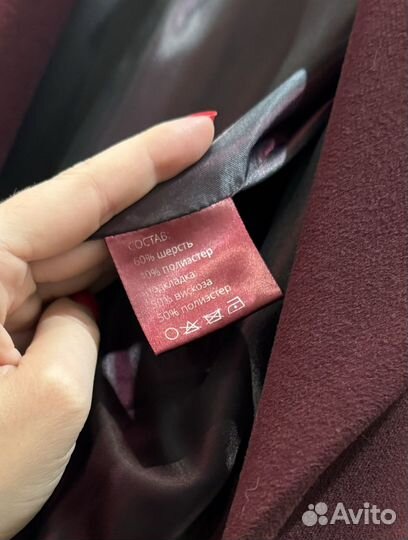 СОСТАВ:
60% шерсть
40% полиэстер
Подкладка:
50% вискоза
50% полиэстер
Avito